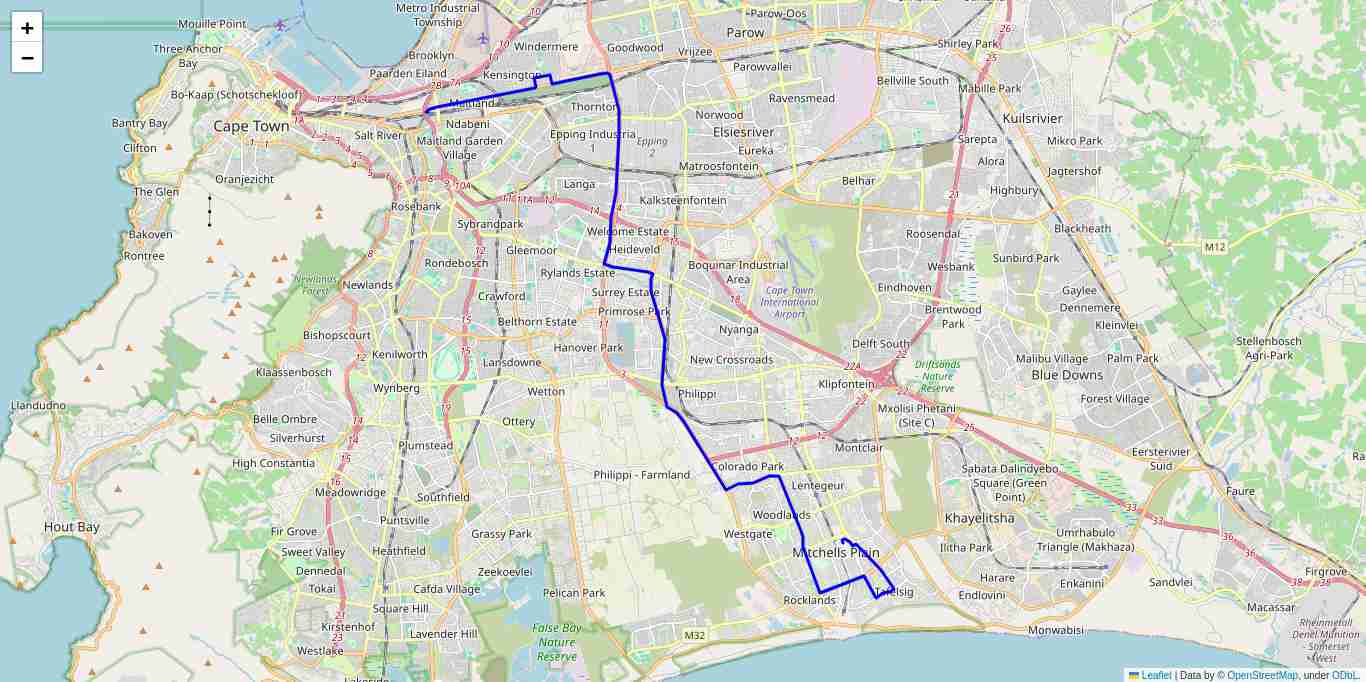 +
−
Mouille Point
Three Anchor
Bay
Metro Industrial
Township
Brooklyn
Paarden Eiland
Windermere
Kensington
Goodwood
Vrijzee
Parow-Oos
Parow
Parowvallei
Shirley Park
Bellville South
Mabille Park
Kuilsrivier
Bo-Kaap (Schotschekloof)
Bantry Bay
Clifton
Cape Town
Oranjezicht
Salt River
Maitland
Ndabeni
Maitland Garden
Village
Thornton
Epping Industria
1
Epping
2
Norwood
Elsiesriver
Eureka
Matroosfontein
Ravensmead
Sarepta
Alora
Mikro Park
Jagtershof
Highbury
The Glen
Bakoven
Rontree
Rosebank
Langa
Kalksteenfontein
Belhar
Sybrandpark
Welcome Estate
Heideveld
Gleemoor
Rylands Estate
Rondebosch
Newlands
Newlands
Forest
Crawford
Surrey Estate
Primrose Park
Boquinar Industrial
Area
Cape Town
International
Airport
Roosendal
Wesbank
Blackheath
Sunbird Park
M12
Eindhoven
Brentwood
Park
Gaylee
Dennemere
Kleinvlei
Bishopscourt
Belthorn Estate
Hanover Park
Nyanga
New Crossroads
Delft South
Driftsands
- Nature
Reserve
Malibu Village
Palm Park
Blue Downs
Stellenbosch
Agri-Park
Kenilworth
Klaassenbosch
Lansdowne
Wynberg
Wetton
Philippi
Klipfontein
Forest Village
Mxolisi Phetani
(Site C)
Llandudno
Belle Ombre
Silverhurst
High Constantia
Plumstead
Ottery
Montclair
Eersterivier
Suid
Meadowridge
Southfield
Philippi - Farmland
Colorado Park
Lentegeur
Sabata Dalindyebo
Square (Green
Point)
Faure
Hout Bay
Fir Grove
Sweet Valley
Puntsville
Heathfield
Grassy Park
Westgate
Woodlands
Mitchells Plain
Khayelitsha
Ilitha Park
Umrhabulo
Triangle (Makhaza)
Dennedal
Tokai
Zeekoevlei
Cafda Village
Square Hill
Pelican Park
Rocklands
Tafelsig
Harare
Endlovini
Enkanini
Sandvlei
Firgrove
Macassar
Kirstenhof
Westlake
Lavender Hill
Lakeside
False Bay
Nature
Reserve
M32
Monwabisi
Rheinmetall
Denel Munition
- Somerset
West
Leaflet | Data by © OpenStreetMap, under ODbL.